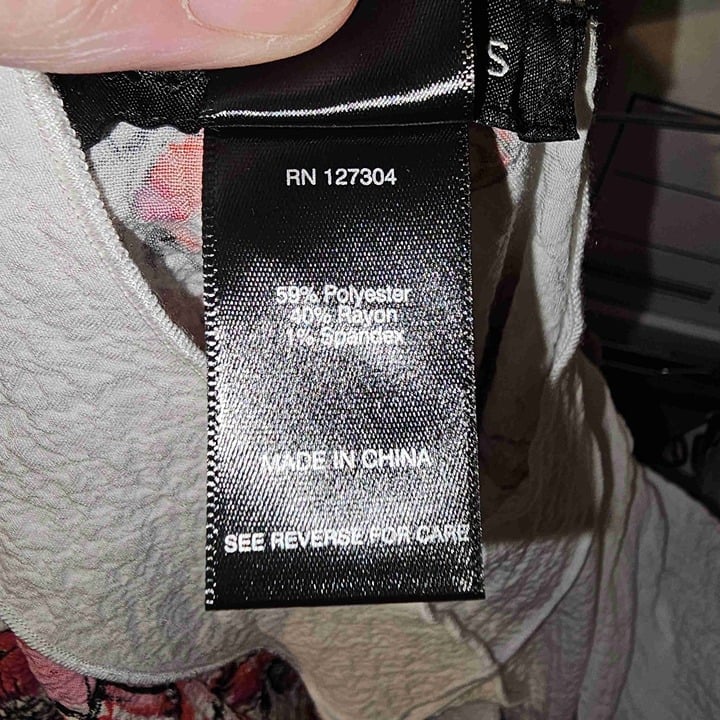 S
RN 127304
59% Polyester
40% Rayon
1% Spandex
MADE IN CHINA
SEE REVERSE FOR CARE